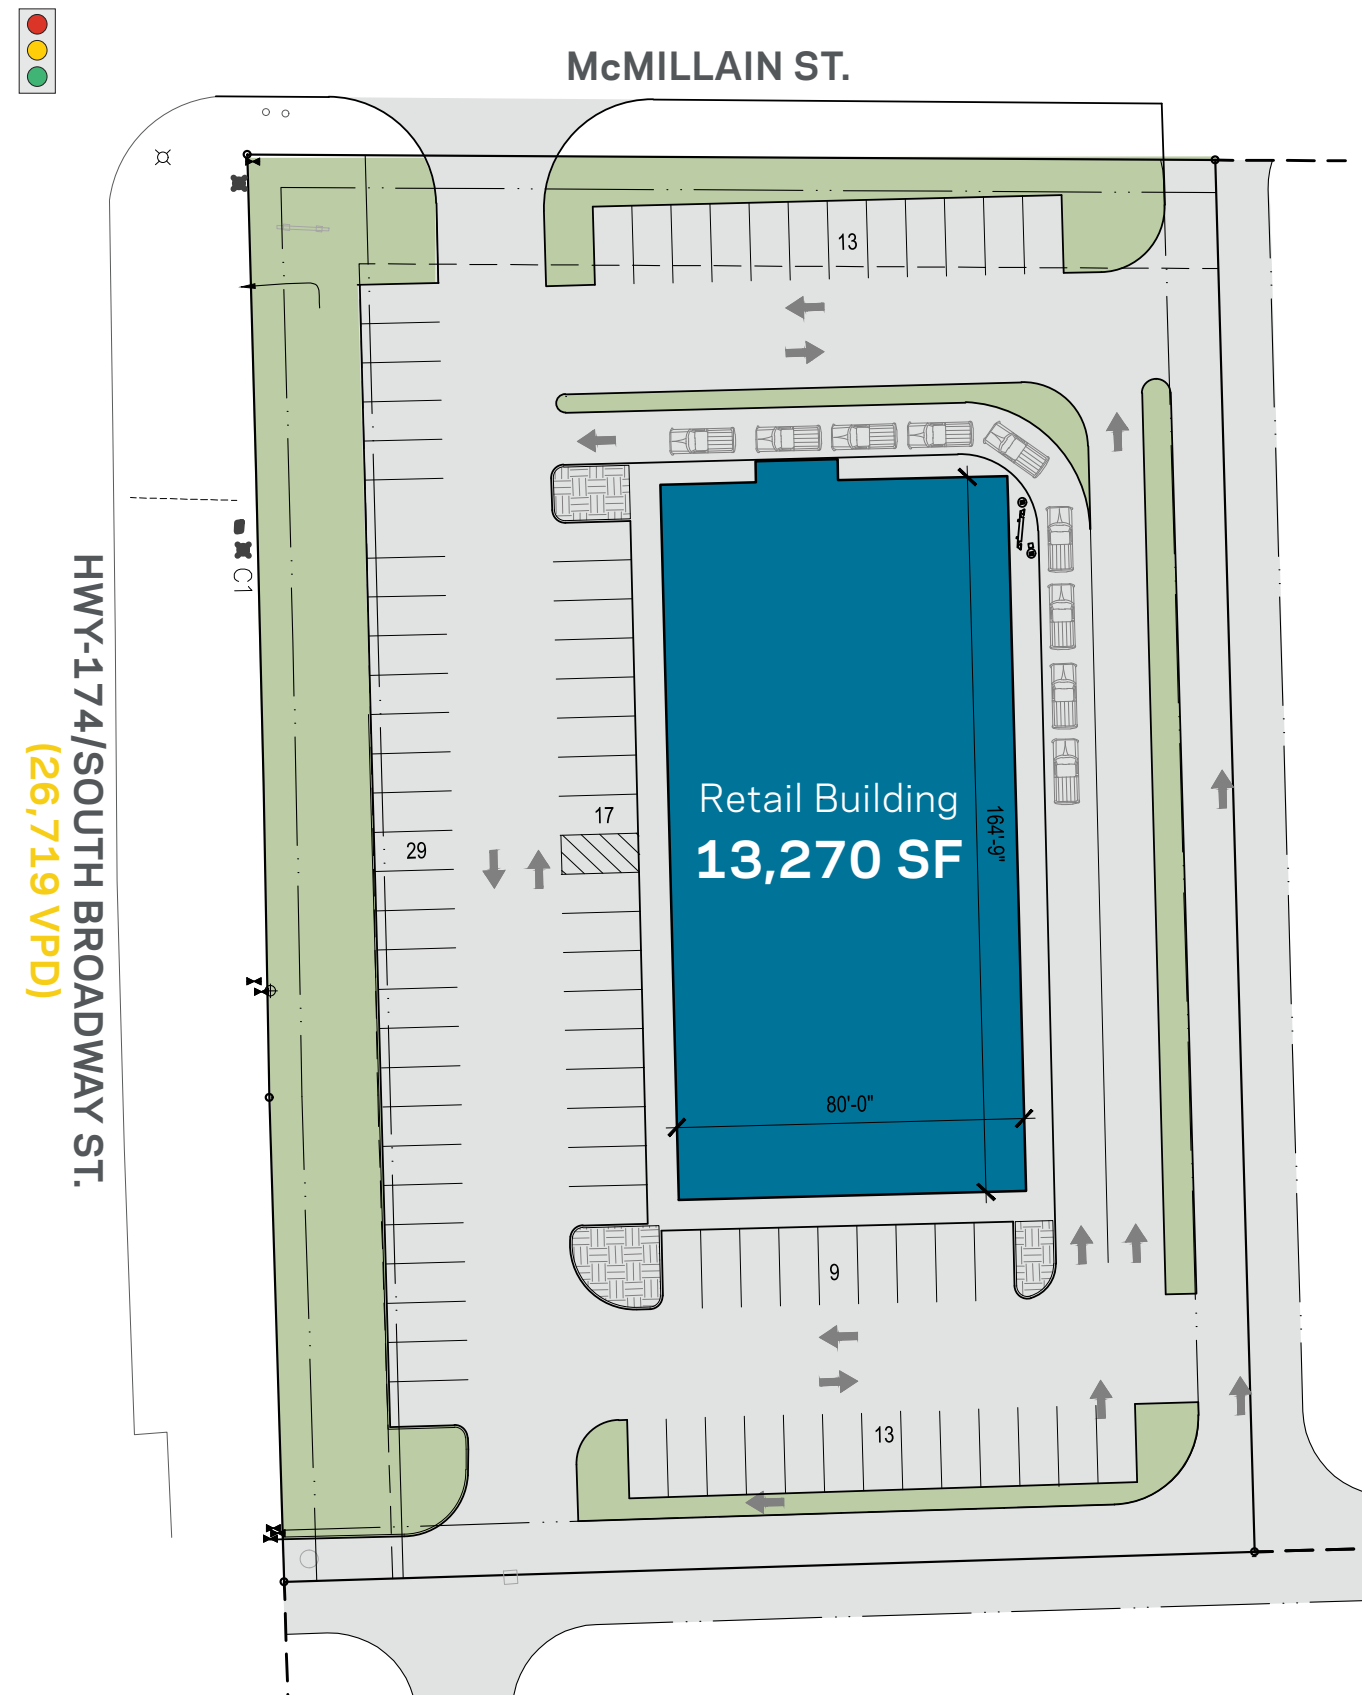 McMILLAIN ST.
13
C1
HWY-174/SOUTH BROADWAY ST.
(26,719 VPD)
29
17
Retail Building
13,270 SF
164'-9"
80'-0"
9
13